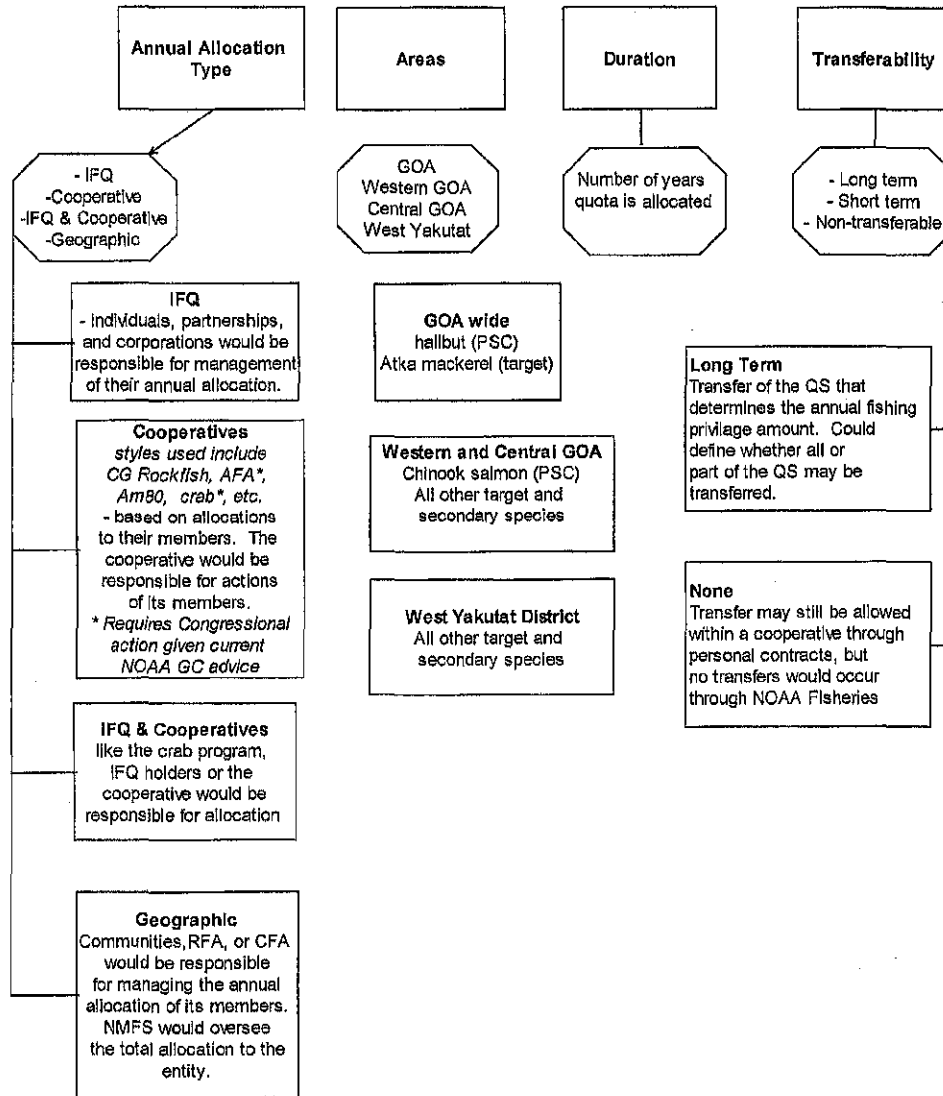 Annual Allocation
Type
Areas
Duration
Transferability
- IFQ
-Cooperative
-IFQ & Cooperative
-Geographic
GOA
Western GOA
Central GOA
West Yakutat
Number of years
quota is allocated
- Long term
- Short term
- Non-transferable
IFQ
- Individuals, partnerships,
and corporations would be
responsible for management
of their annual allocation.
Cooperatives
styles used include
CG Rockfish, AFA*,
Am80, crab*, etc.
- based on allocations
to their members. The
cooperative would be
responsible for actions
of its members.
* Requires Congressional
action given current
NOAA GC advice
IFQ & Cooperatives
like the crab program,
IFQ holders or the
cooperative would be
responsible for allocation
Geographic
Communities,RFA, or CFA
would be responsible
for managing the annual
allocation of its members.
NMFS would oversee
the total allocation to the
entity.
GOA wide
halibut (PSC)
Atka mackerel (target)
Western and Central GOA
Chinook salmon (PSC)
All other target and
secondary species
West Yakutat District
All other target and
secondary species
Long Term
Transfer of the QS that
determines the annual fishing
privilage amount. Could
define whether all or
part of the QS may be
transferred.
None
Transfer may still be allowed
within a cooperative through
personal contracts, but
no transfers would occur
through NOAA Fisheries